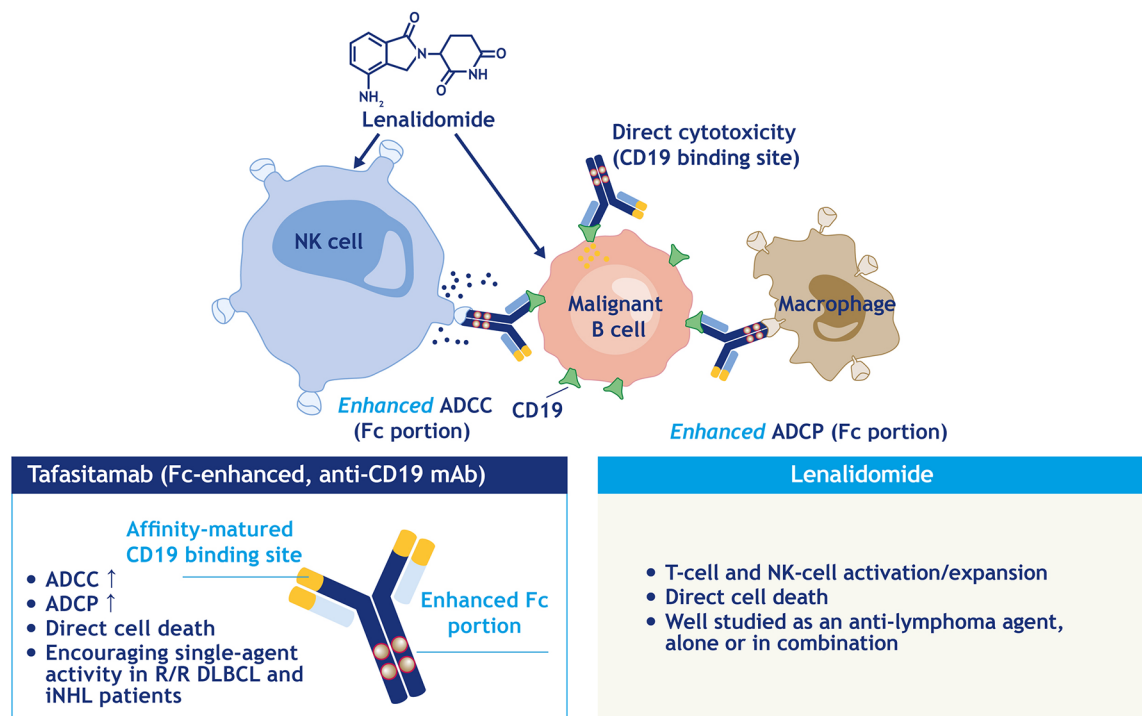 O
N
O
NH
O
NH2
Lenalidomide
Direct cytotoxicity
(CD19 binding site)
NK cell
Malignant
B cell
Macrophage
Enhanced ADCC
(Fc portion)
CD19
Enhanced ADCP (Fc portion)
Tafasitamab (Fc-enhanced, anti-CD19 mAb)
Affinity-matured
CD19 binding site
• ADCC ↑
• ADCP ↑
• Direct cell death
• Encouraging single-agent
activity in R/R DLBCL and
iNHL patients
Enhanced Fc
portion
Lenalidomide
• T-cell and NK-cell activation/expansion
• Direct cell death
• Well studied as an anti-lymphoma agent,
alone or in combination